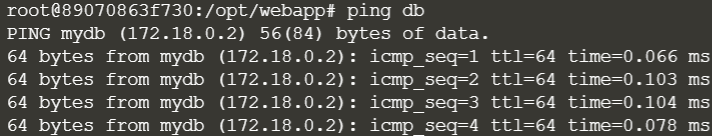 root@89070863f730:/opt/webapp# ping db
PING mydb (172.18.0.2) 56(84) bytes of data.
64 bytes from mydb (172.18.0.2): icmp_seq=1 ttl=64 time=0.066 ms
64 bytes from mydb (172.18.0.2): icmp_seq=2 ttl=64 time=0.103 ms
64 bytes from mydb (172.18.0.2): icmp_seq=3 ttl=64 time=0.104 ms
64 bytes from mydb (172.18.0.2): icmp_seq=4 ttl=64 time=0.078 ms